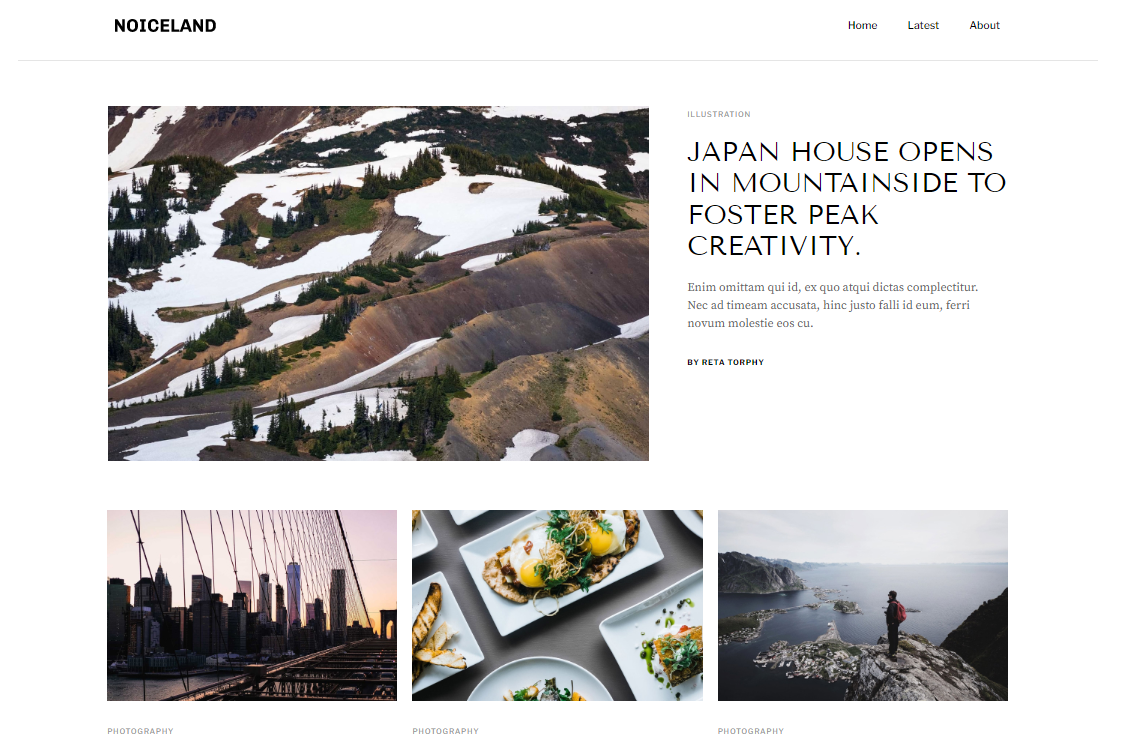 NOICELAND
Home Latest About
ILLUSTRATION
JAPAN HOUSE OPENS
IN MOUNTAINSIDE TO
FOSTER PEAK
CREATIVITY.
Enim omittam qui id, ex quo atqui dictas complectitur.
Nec ad timeam accusata, hinc justo falli id eum, ferri
novum molestie eos cu.
BY RETA TORPHY
PHOTOGRAPHY PHOTOGRAPHY PHOTOGRAPHY